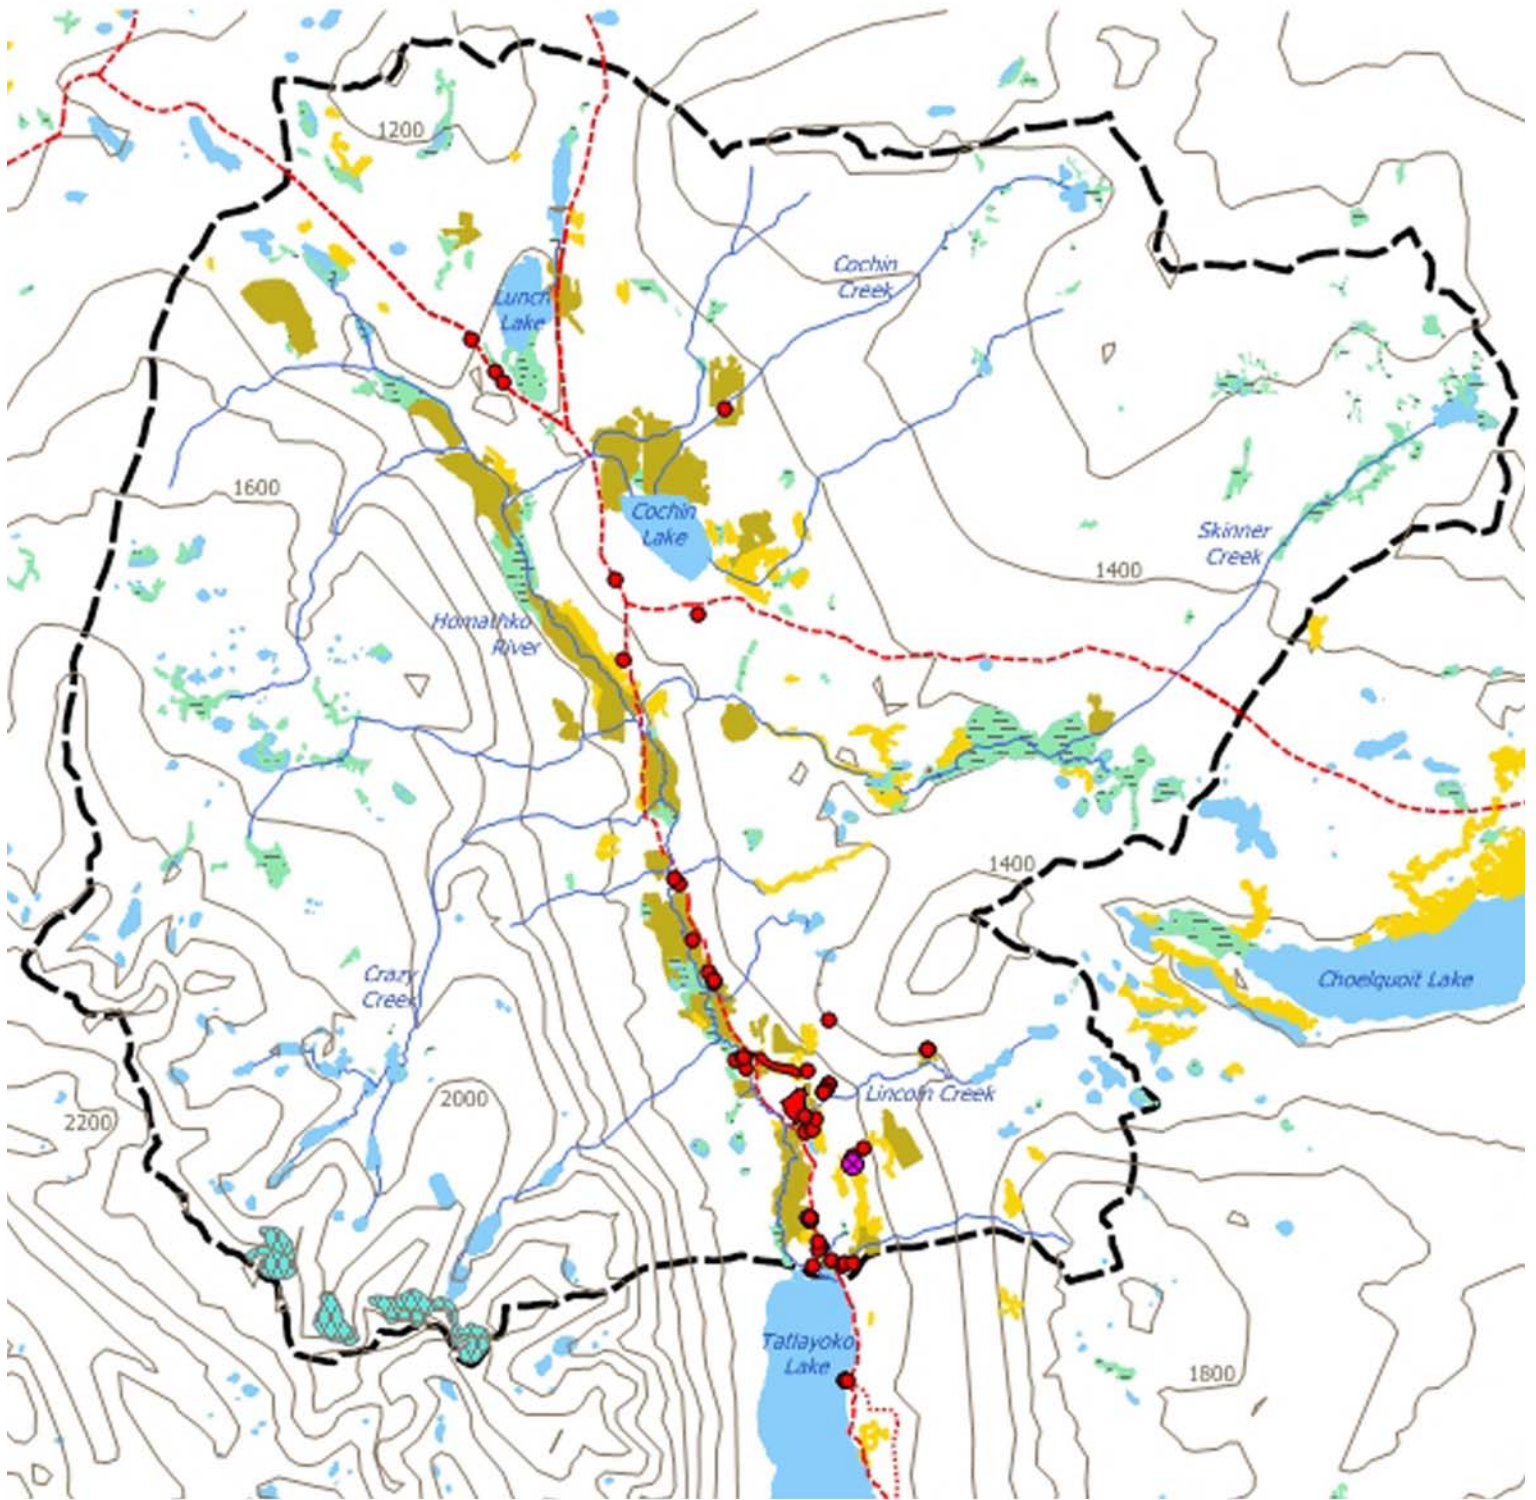 1200
Cochin
Creek
Lunch
Lake
1600
Cochin
Lake
Skinner
Creek
1400
Homathko
River
1400
Crazy
Creek
Choelquoit Lake
2000
Lincoln Creek
2200
Tatlayoko
Lake
1800